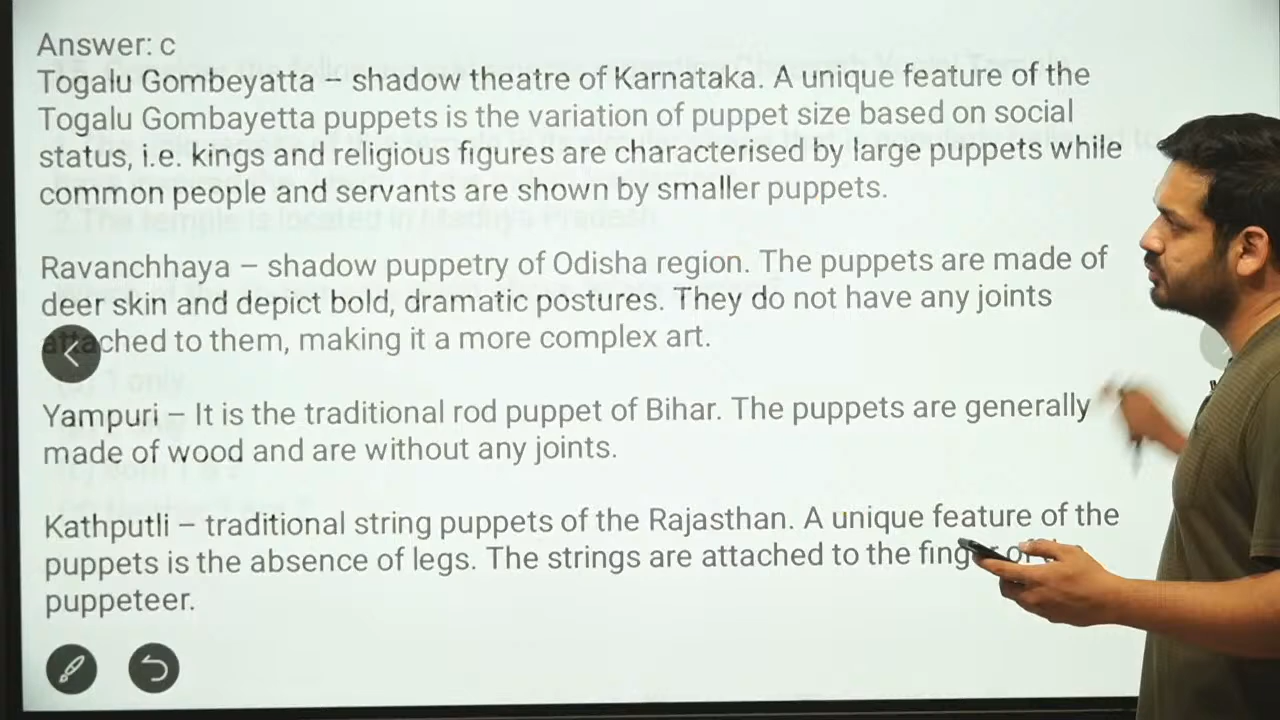 Answer: c
Togalu Gombeyatta – shadow theatre of Karnataka. A unique feature of the
Togalu Gombayetta puppets is the variation of puppet size based on social
status, i.e. kings and religious figures are characterised by large puppets while
common people and servants are shown by smaller puppets.
Ravanchhaya – shadow puppetry of Odisha region. The puppets are made of
deer skin and depict bold, dramatic postures. They do not have any joints
attached to them, making it a more complex art.
Yampuri – It is the traditional rod puppet of Bihar. The puppets are generally
made of wood and are without any joints.
Kathputli – traditional string puppets of the Rajasthan. A unique feature of the
puppets is the absence of legs. The strings are attached to the finger of
puppeteer.